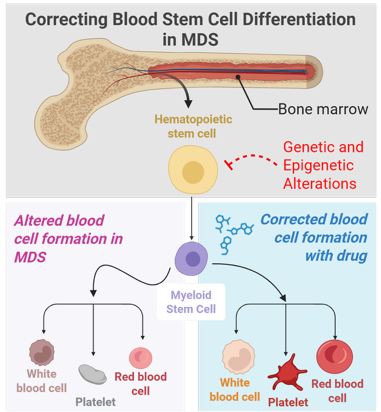 Correcting Blood Stem Cell Differentiation
in MDS
Bone marrow
Hematopoietic
stem cell
Genetic and
Epigenetic
Alterations
Altered blood
cell formation in
MDS
Corrected blood
cell formation
with drug
Myeloid
Stem Cell
White
blood cell
Platelet
Red blood
cell
White
blood cell
Platelet
Red blood
cell